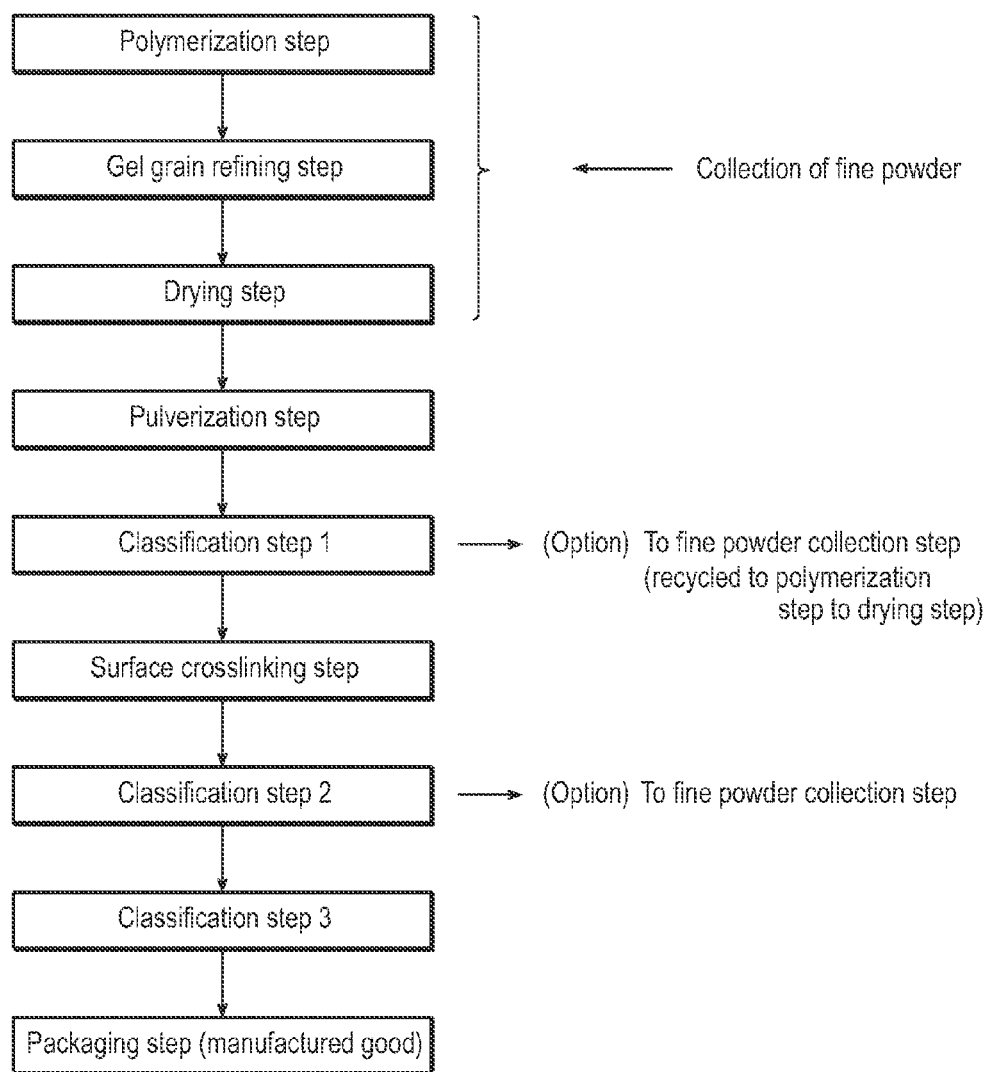 Polymerization step
Gel grain refining step
Collection of fine powder
Drying step
Pulverization step
Classification step 1
(Option) To fine powder collection step
(recycled to polymerization
step to drying step)
Surface crosslinking step
Classification step 2
(Option) To fine powder collection step
Classification step 3
Packaging step (manufactured good)